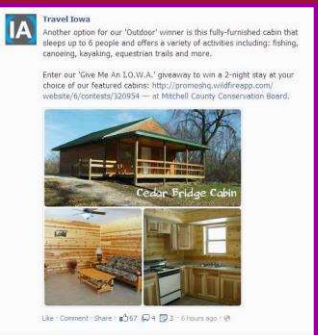 IA
Travel Iowa
Another option for our 'Outdoor' winner is this fully-furnished cabin that
sleeps up to 6 people and offers a variety of activities including: fishing,
canoeing, kayaking, equestrian trails and more.
Enter our 'Give Me An I.O.W.A.' giveaway to win a 2-night stay at your
choice of our featured cabins: http://promoshq.wildfireapp.com/
website/6/contests/320954 — at Mitchell County Conservation Board.
Cedar Bridge Cabin
Like · Comment · Share · 67 4 3 · 6 hours ago ·